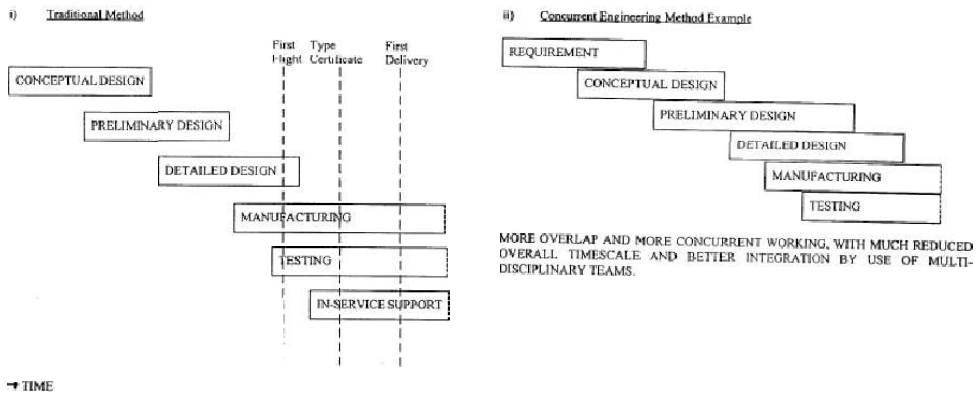 i) Traditional Method
First Flight
Type Certificate
First Delivery
CONCEPTUAL DESIGN
PRELIMINARY DESIGN
DETAILED DESIGN
MANUFACTURING
TESTING
IN-SERVICE SUPPORT
TIME
ii) Concurrent Engineering Method Example
REQUIREMENT
CONCEPTUAL DESIGN
PRELIMINARY DESIGN
DETAILED DESIGN
MANUFACTURING
TESTING
MORE OVERLAP AND MORE CONCURRENT WORKING, WITH MUCH REDUCED
OVERALL TIMESCALE AND BETTER INTEGRATION BY USE OF MULTI-
DISCIPLINARY TEAMS.